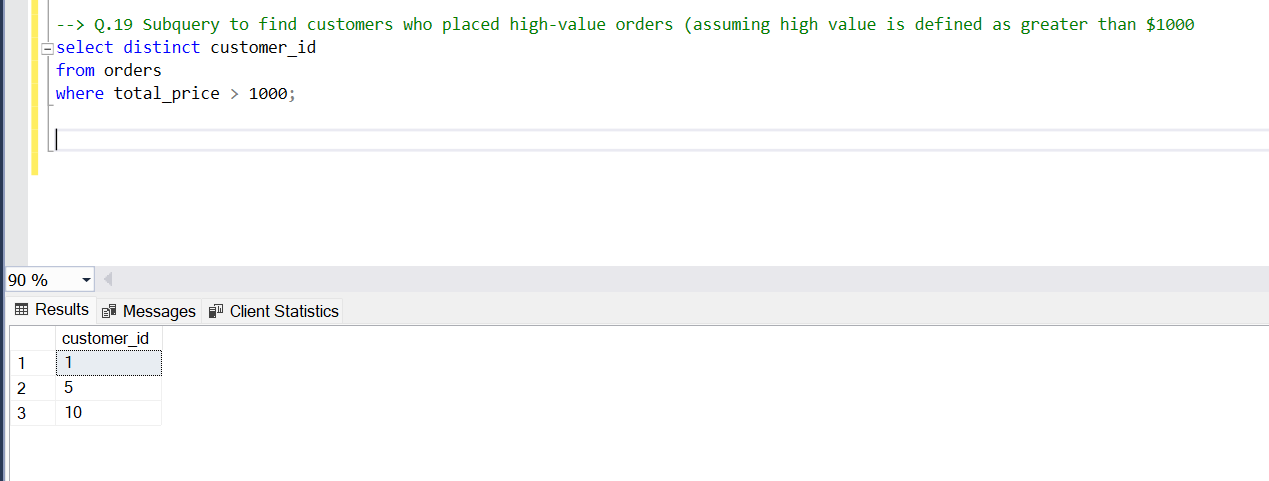 --> Q.19 Subquery to find customers who placed high-value orders (assuming high value is defined as greater than $1000
select distinct customer_id
from orders
where total_price > 1000;
90 %
Results Messages Client Statistics
customer_id
1 1
2 5
3 10